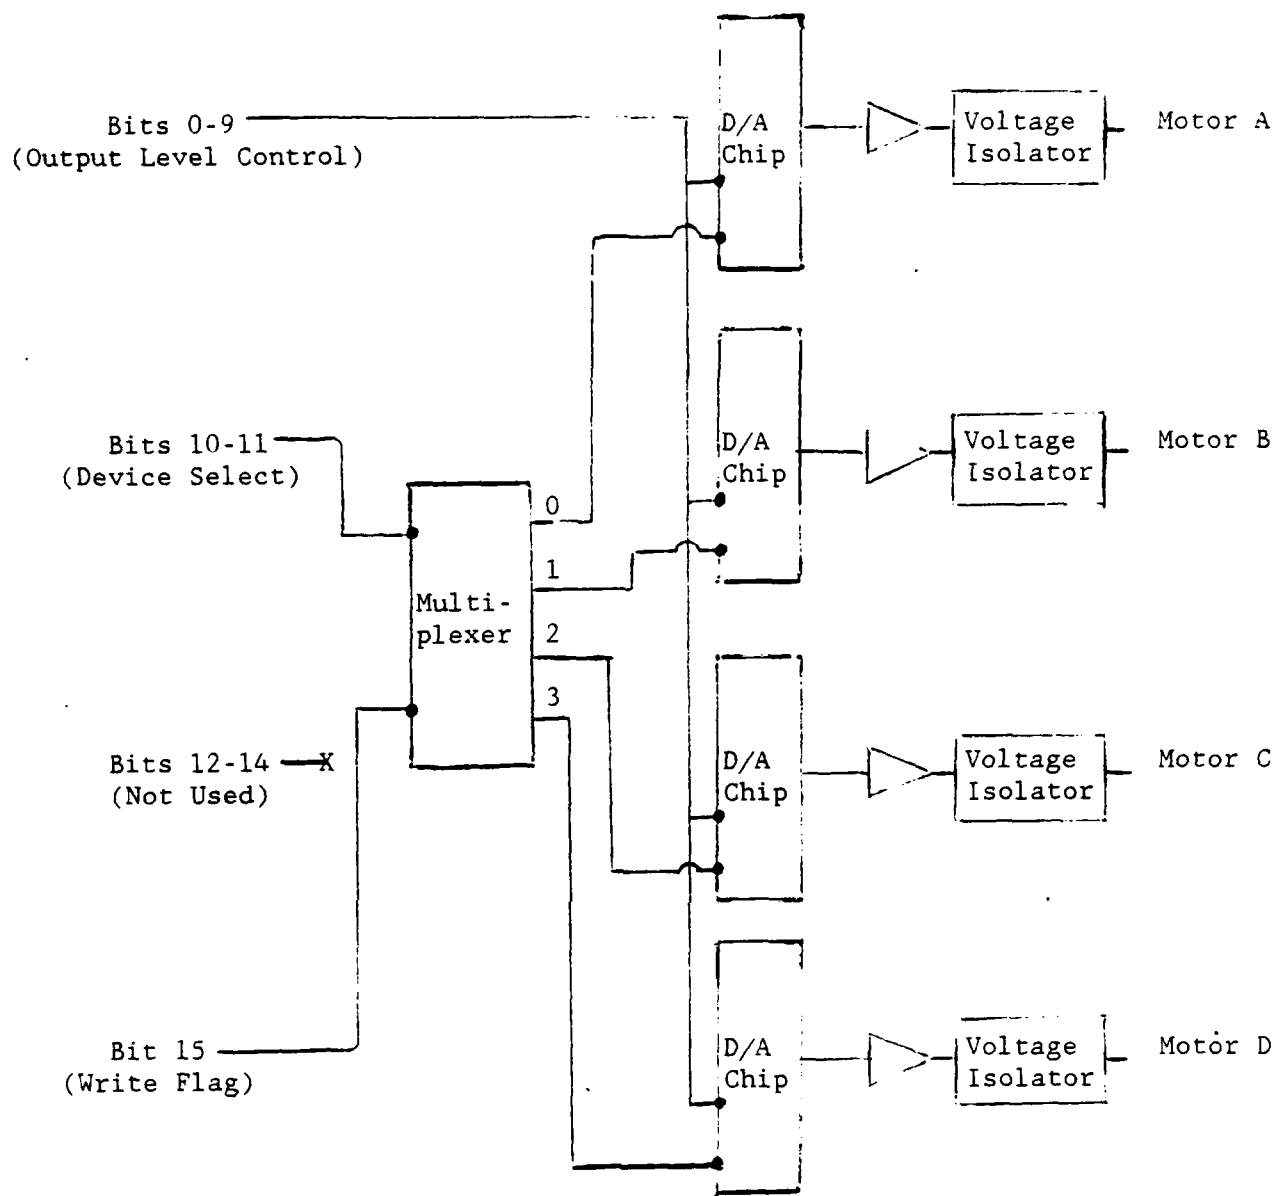 Bits 0-9
(Output Level Control)
D/A
Chip
Voltage
Isolator
Motor A
Bits 10-11
(Device Select)
D/A
Chip
Voltage
Isolator
Motor B
Multi-
plexer
0
1
2
3
Bits 12-14 X
(Not Used)
D/A
Chip
Voltage
Isolator
Motor C
Bit 15
(Write Flag)
D/A
Chip
Voltage
Isolator
Motor D